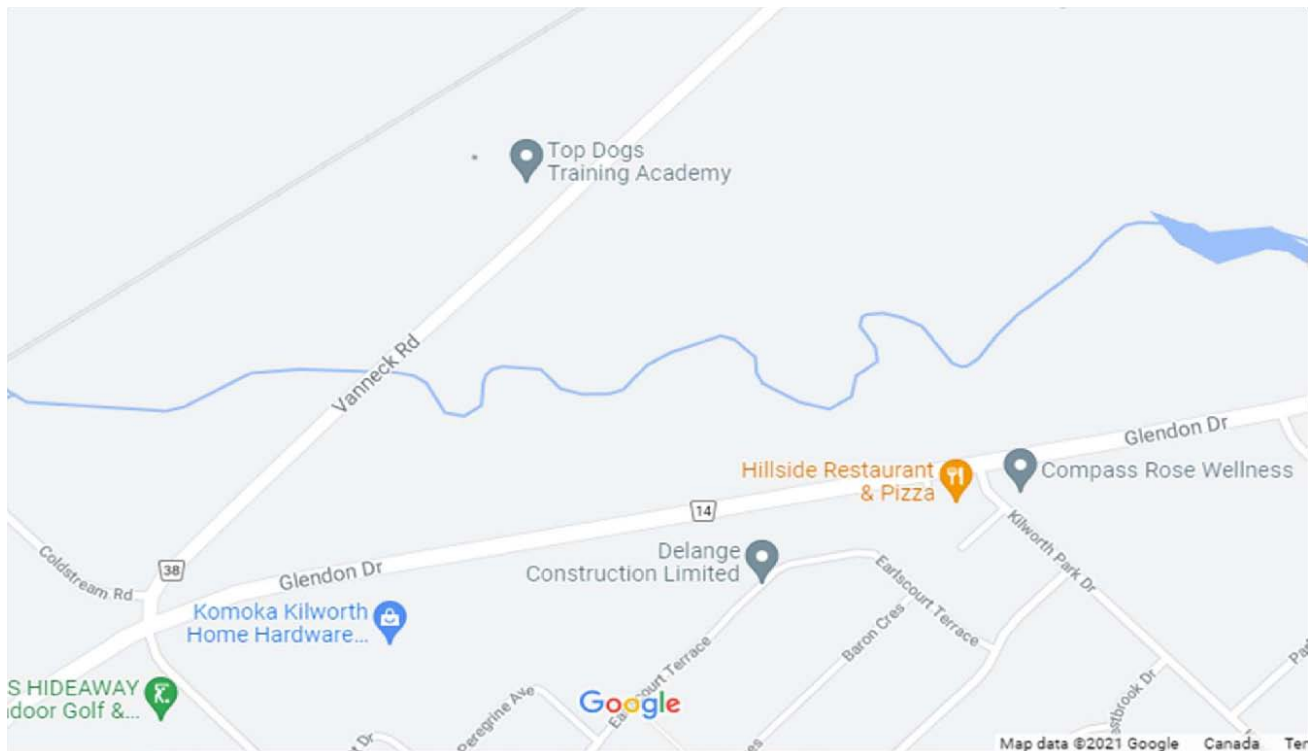 Top Dogs
Training Academy
Vanneck Rd
Glendon Dr
Hillside Restaurant
& Pizza
Compass Rose Wellness
14
Kilworth Park Dr
Coldstream Rd
38
Glendon Dr
Delange
Construction Limited
Earlscourt Terrace
Baron Cres
Komoka Kilworth
Home Hardware...
S HIDEAWAY
door Golf &...
Peregrine Ave
Google
Dr
Map data ©2021 Google Canada Ter